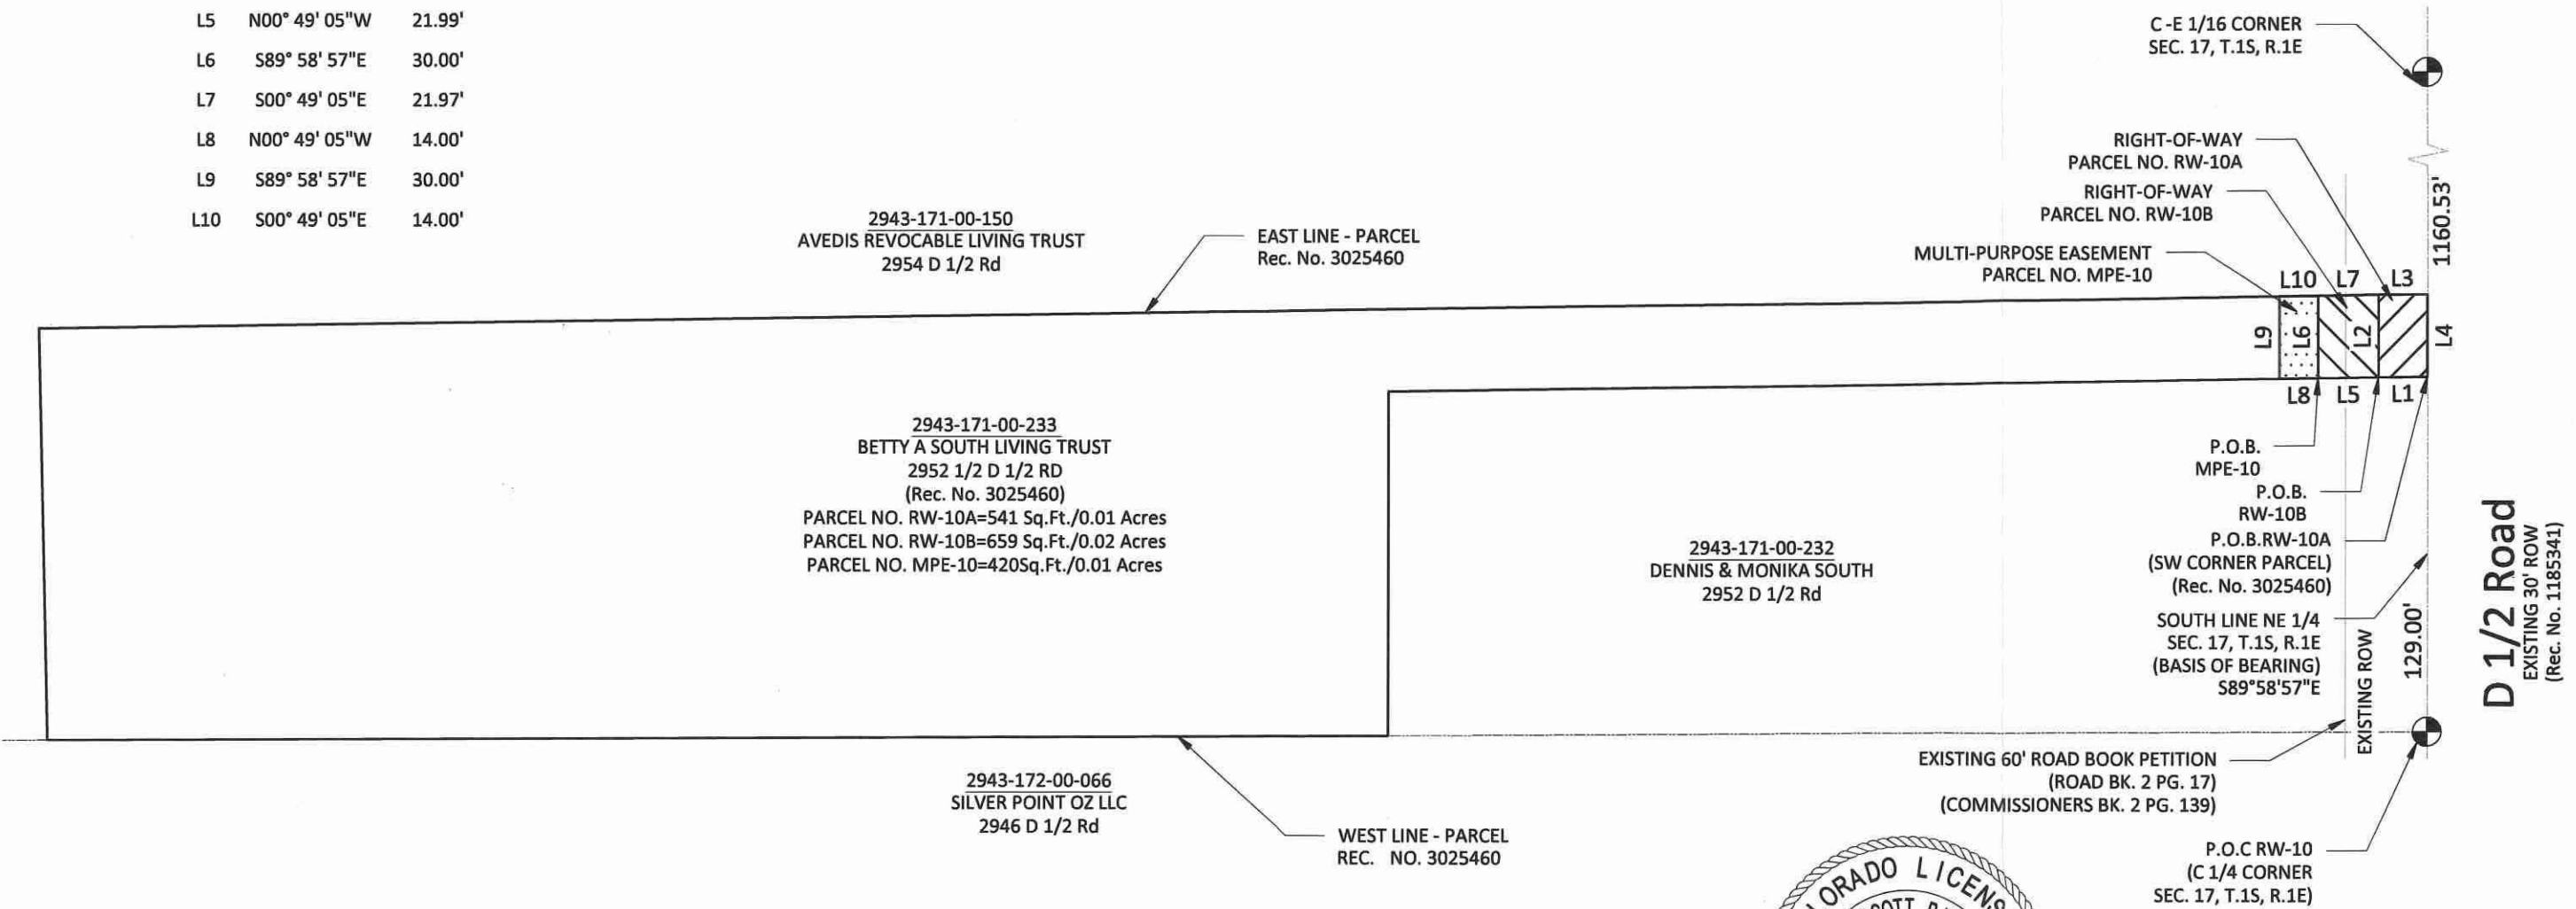 L5 N00° 49' 05"W 21.99'
L6 S89° 58' 57"E 30.00'
L7 S00° 49' 05"E 21.97'
L8 N00° 49' 05"W 14.00'
L9 S89° 58' 57"E 30.00'
L10 S00° 49' 05"E 14.00'
C -E 1/16 CORNER
SEC. 17, T.1S, R.1E
RIGHT-OF-WAY
PARCEL NO. RW-10A
RIGHT-OF-WAY
PARCEL NO. RW-10B
MULTI-PURPOSE EASEMENT
PARCEL NO. MPE-10
1160.53'
2943-171-00-150
AVEDIS REVOCABLE LIVING TRUST
2954 D 1/2 Rd
EAST LINE - PARCEL
Rec. No. 3025460
L10 L7 L3
L9 L6 L2 L4
L8 L5 L1
2943-171-00-233
BETTY A SOUTH LIVING TRUST
2952 1/2 D 1/2 RD
(Rec. No. 3025460)
PARCEL NO. RW-10A=541 Sq.Ft./0.01 Acres
PARCEL NO. RW-10B=659 Sq.Ft./0.02 Acres
PARCEL NO. MPE-10=420Sq.Ft./0.01 Acres
2943-171-00-232
DENNIS & MONIKA SOUTH
2952 D 1/2 Rd
P.O.B.
MPE-10
P.O.B.
RW-10B
P.O.B.RW-10A
(SW CORNER PARCEL)
(Rec. No. 3025460)
SOUTH LINE NE 1/4
SEC. 17, T.1S, R.1E
(BASIS OF BEARING)
S89°58'57"E
EXISTING ROW
129.00'
D 1/2 Road
EXISTING 30' ROW
(Rec. No. 1185341)
EXISTING 60' ROAD BOOK PETITION
(ROAD BK. 2 PG. 17)
(COMMISSIONERS BK. 2 PG. 139)
2943-172-00-066
SILVER POINT OZ LLC
2946 D 1/2 Rd
WEST LINE - PARCEL
REC. NO. 3025460
P.O.C RW-10
(C 1/4 CORNER
SEC. 17, T.1S, R.1E)
ORADO LICENS